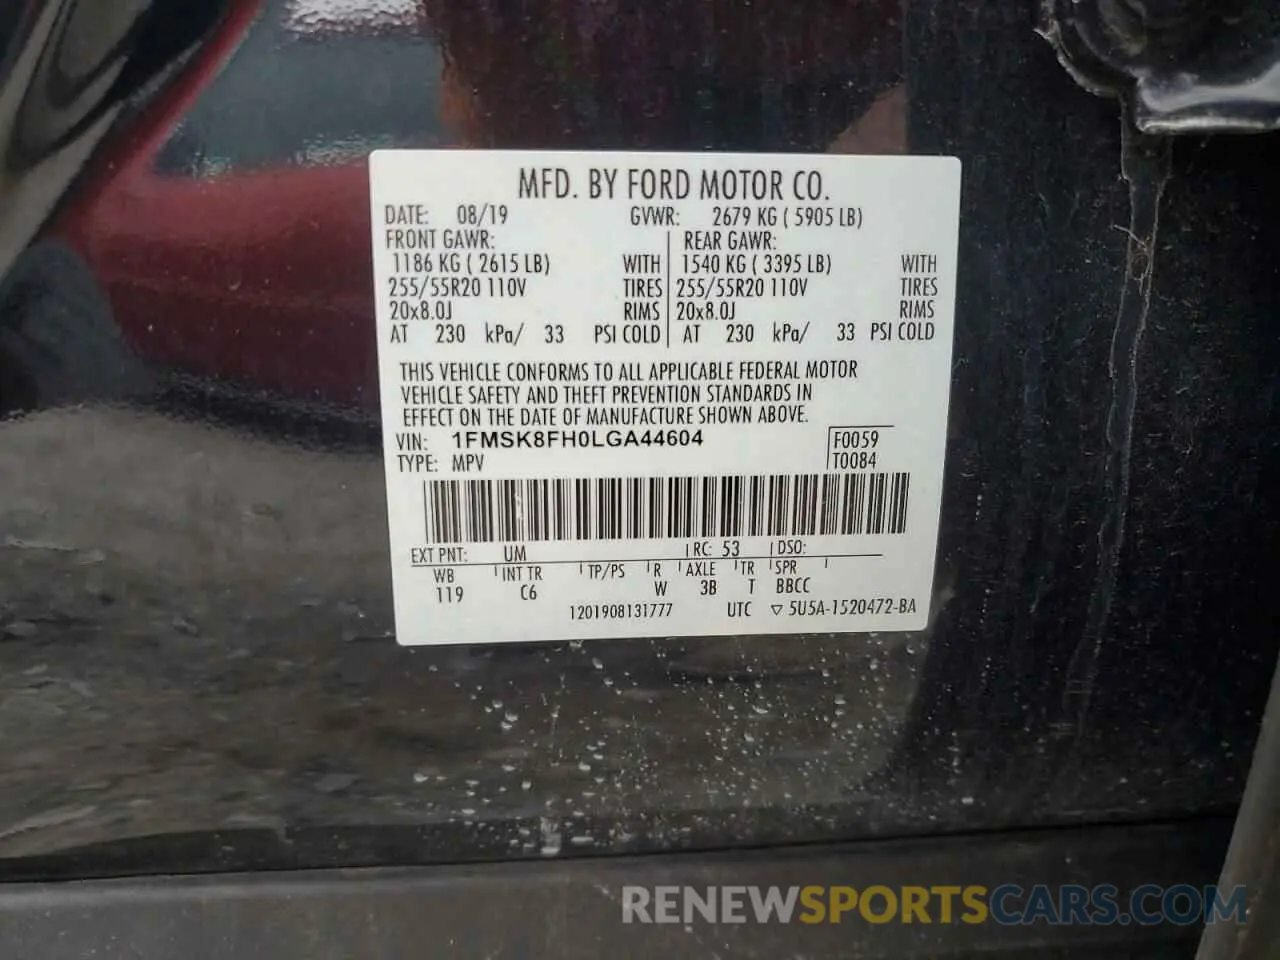 MFD. BY FORD MOTOR CO.
DATE: 08/19 GVWR: 2679 KG ( 5905 LB)
FRONT GAWR: REAR GAWR:
1186 KG ( 2615 LB) WITH 1540 KG ( 3395 LB) WITH
255/55R20 110V TIRES 255/55R20 110V TIRES
20x8.0J RIMS 20x8.0J RIMS
AT 230 kPa/ 33 PSI COLD AT 230 kPa/ 33 PSI COLD
THIS VEHICLE CONFORMS TO ALL APPLICABLE FEDERAL MOTOR
VEHICLE SAFETY AND THEFT PREVENTION STANDARDS IN
EFFECT ON THE DATE OF MANUFACTURE SHOWN ABOVE.
VIN: 1FMSK8FH0LGA44604 F0059
TYPE: MPV T0084
EXT PNT: UM RC: 53 DSO:
WB INT TR TP/PS R AXLE TR SPR
119 C6 W 3B T BBCC
1201908131777 UTC ▽ 5U5A-1520472-BA
RENEWSPORTSCARS.COM